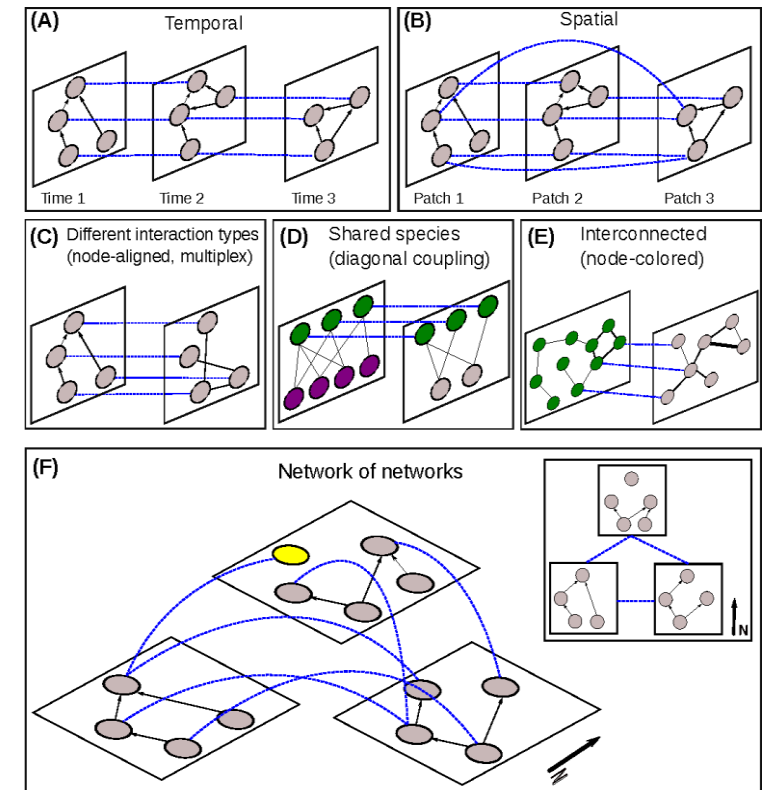 (A) Temporal
Time 1 Time 2 Time 3
(B) Spatial
Patch 1 Patch 2 Patch 3
(C) Different interaction types
(node-aligned, multiplex)
(D) Shared species
(diagonal coupling)
(E) Interconnected
(node-colored)
(F)
Network of networks
N
N